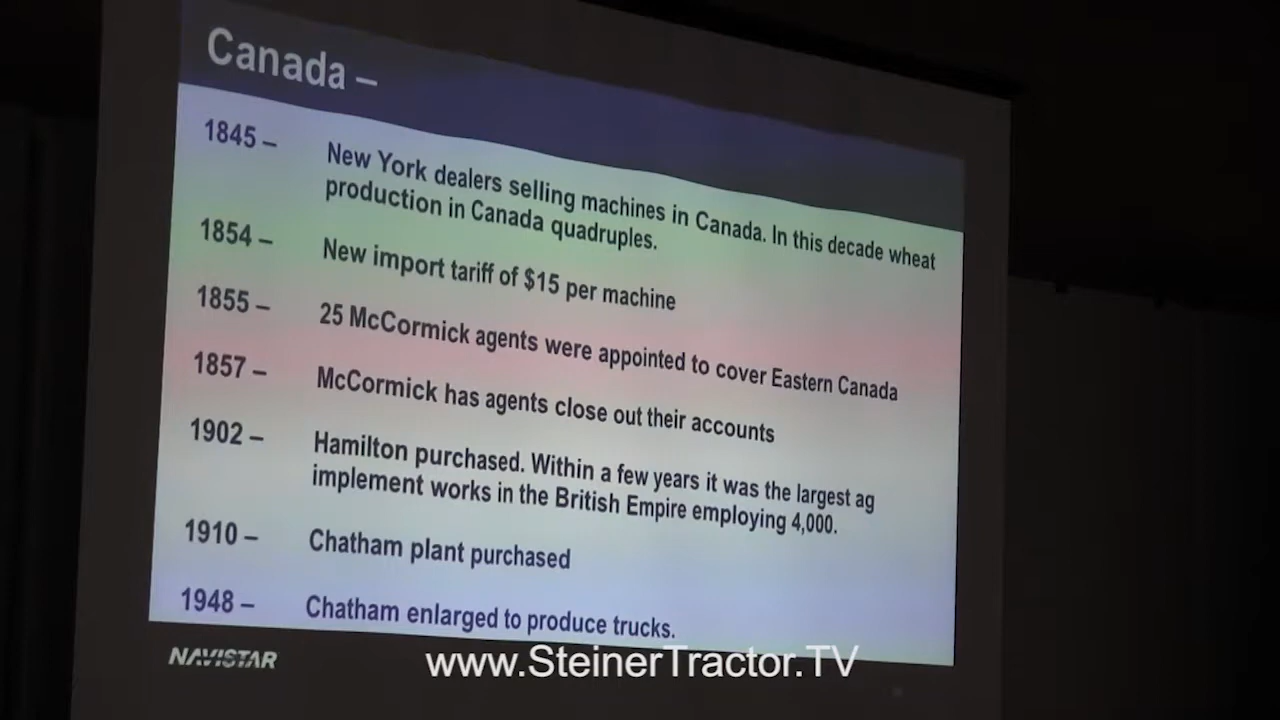 Canada –
1845 – New York dealers selling machines in Canada. In this decade wheat
production in Canada quadruples.
1854 – New import tariff of $15 per machine
1855 – 25 McCormick agents were appointed to cover Eastern Canada
1857 – McCormick has agents close out their accounts
1902 – Hamilton purchased. Within a few years it was the largest ag
implement works in the British Empire employing 4,000.
1910 – Chatham plant purchased
1948 – Chatham enlarged to produce trucks.
NAVISTAR
www.SteinerTractor.TV